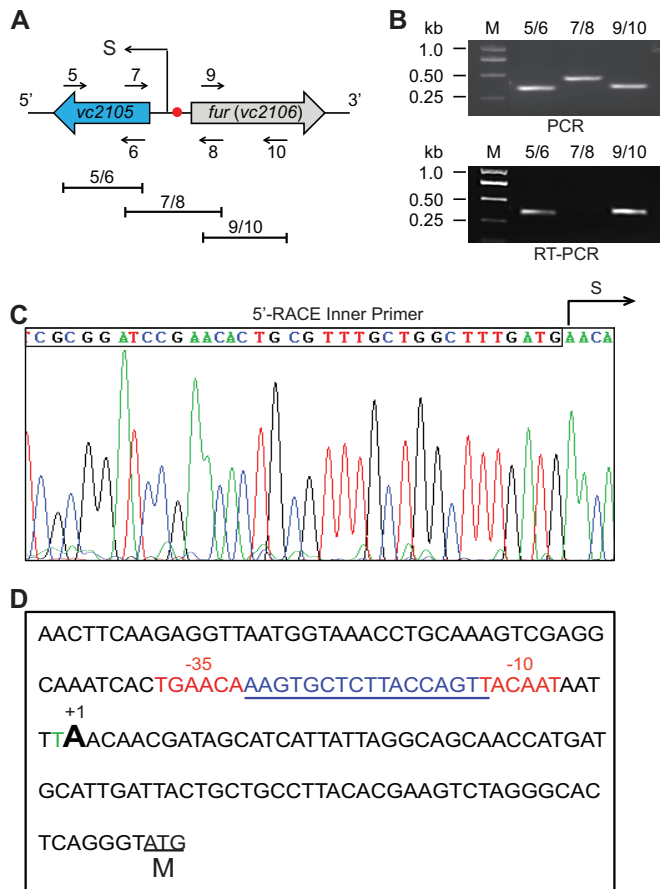 A
S
5 7 9
5' vc2105 fur (vc2106) 3'
6 8 10
5/6
7/8
9/10
B
kb M 5/6 7/8 9/10
1.0
0.50
0.25
PCR
kb M 5/6 7/8 9/10
1.0
0.50
0.25
RT-PCR
C
5'-RACE Inner Primer S
TCGCGGATCCGAACACTGCGTTTGCTGGCTTTGATGAACA
D
AACTTCAAGAGGTTAATGGTAAACCTGCAAAGTCGAGG
-35 -10
CAAATCACTGAACAAAGTGCTCTTACCAGTTACAATAAT
+1
TTAACAACGATAGCATCATTATTAGGCAGCAACCATGAT
GCATTGATTACTGCTGCCTTACACGAAGTCTAGGGCAC
TCAGGGTATG
M